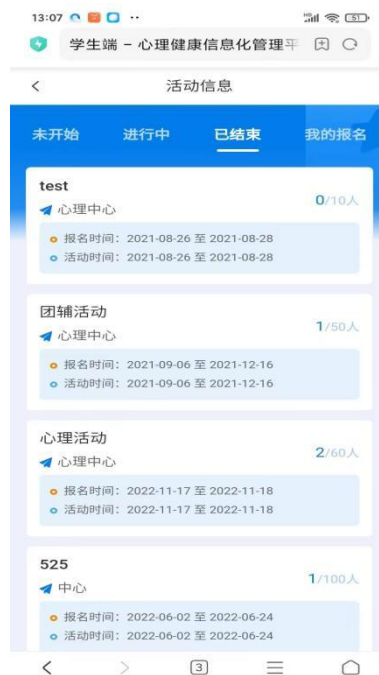 13:07
51
学生端 – 心理健康信息化管理平
活动信息
未开始 进行中 已结束 我的报名
test
0/10人
心理中心
报名时间：2021-08-26 至 2021-08-28
活动时间：2021-08-26 至 2021-08-28
团辅活动
1/50人
心理中心
报名时间：2021-09-06 至 2021-12-16
活动时间：2021-09-06 至 2021-12-16
心理活动
2/60人
心理中心
报名时间：2022-11-17 至 2022-11-18
活动时间：2022-11-17 至 2022-11-18
525
1/100人
中心
报名时间：2022-06-02 至 2022-06-24
活动时间：2022-06-02 至 2022-06-24
3